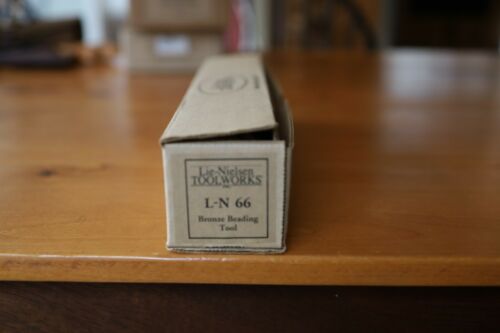 Lie-Nielsen
TOOLWORKS
L-N 66
Bronze Beading
Tool